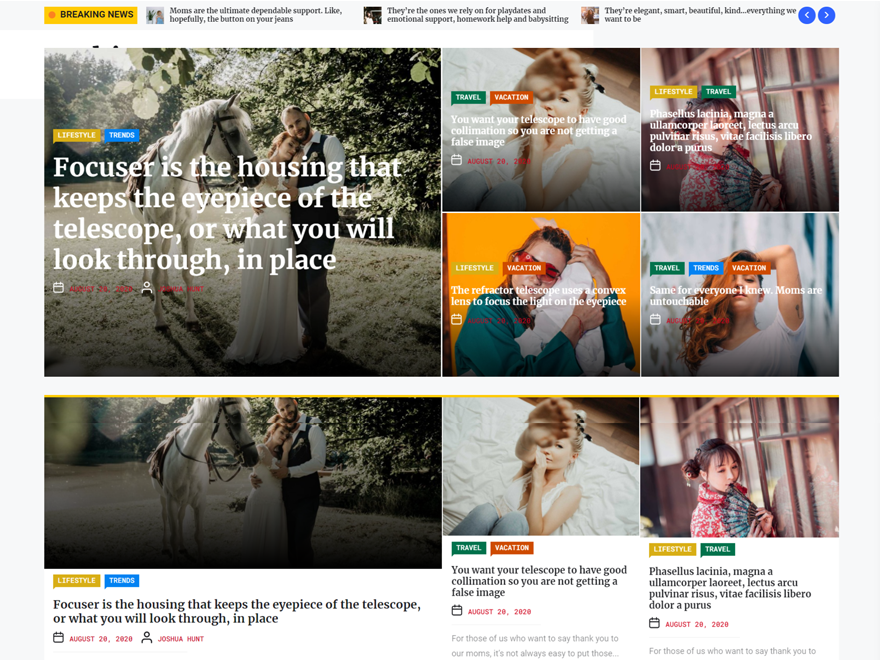 BREAKING NEWS
Moms are the ultimate dependable support. Like,
hopefully, the button on your jeans
They're the ones we rely on for playdates and
emotional support, homework help and babysitting
They're elegant, smart, beautiful, kind...everything we
want to be
LIFESTYLE TRENDS
Focuser is the housing that
keeps the eyepiece of the
telescope, or what you will
look through, in place
AUGUST 20, 2020 JOSHUA HUNT
TRAVEL VACATION
You want your telescope to have good
collimation so you are not getting a
false image
AUGUST 20, 2020
LIFESTYLE TRAVEL
Phasellus lacinia, magna a
ullamcorper laoreet, lectus arcu
pulvinar risus, vitae facilisis libero
dolor a purus
AUGUST 20, 2020
LIFESTYLE VACATION
The refractor telescope uses a convex
lens to focus the light on the eyepiece
AUGUST 20, 2020
TRAVEL TRENDS VACATION
Same for everyone I knew. Moms are
untouchable
AUGUST 20, 2020
LIFESTYLE TRENDS
Focuser is the housing that keeps the eyepiece of the telescope,
or what you will look through, in place
AUGUST 20, 2020 JOSHUA HUNT
TRAVEL VACATION
You want your telescope to have good
collimation so you are not getting a
false image
AUGUST 20, 2020
For those of us who want to say thank you to
our moms, it's not always easy to put those...
LIFESTYLE TRAVEL
Phasellus lacinia, magna a
ullamcorper laoreet, lectus arcu
pulvinar risus, vitae facilisis libero
dolor a purus
AUGUST 20, 2020
For those of us who want to say thank you to